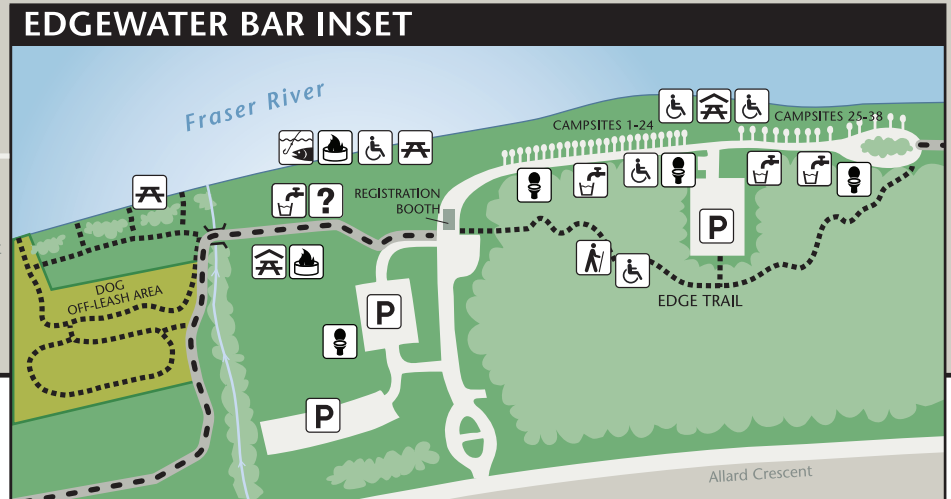 EDGEWATER BAR INSET
Fraser River
CAMPSITES 1-24
CAMPSITES 25-38
REGISTRATION
BOOTH
?
P
DOG
OFF-LEASH AREA
EDGE TRAIL
P
P
Allard Crescent